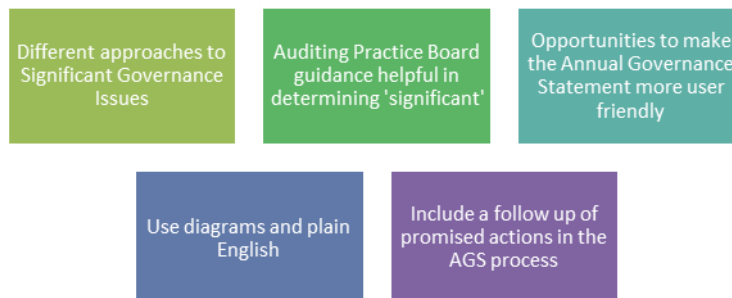 Different approaches to
Significant Governance
Issues
Auditing Practice Board
guidance helpful in
determining 'significant'
Opportunities to make
the Annual Governance
Statement more user
friendly
Use diagrams and plain
English
Include a follow up of
promised actions in the
AGS process